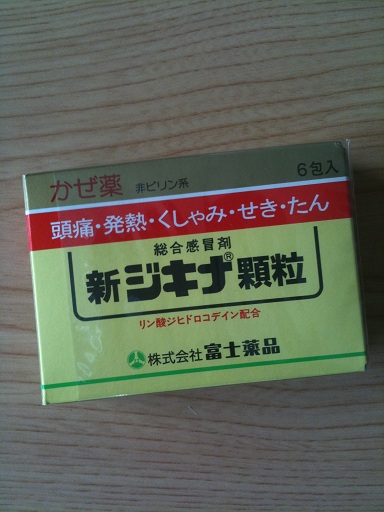 かぜ薬 非ピリン系 6包入
頭痛・発熱・くしゃみ・せき・たん
総合感冒剤
新ジキナ®顆粒
リン酸ジヒドロコデイン配合
株式会社 富士薬品